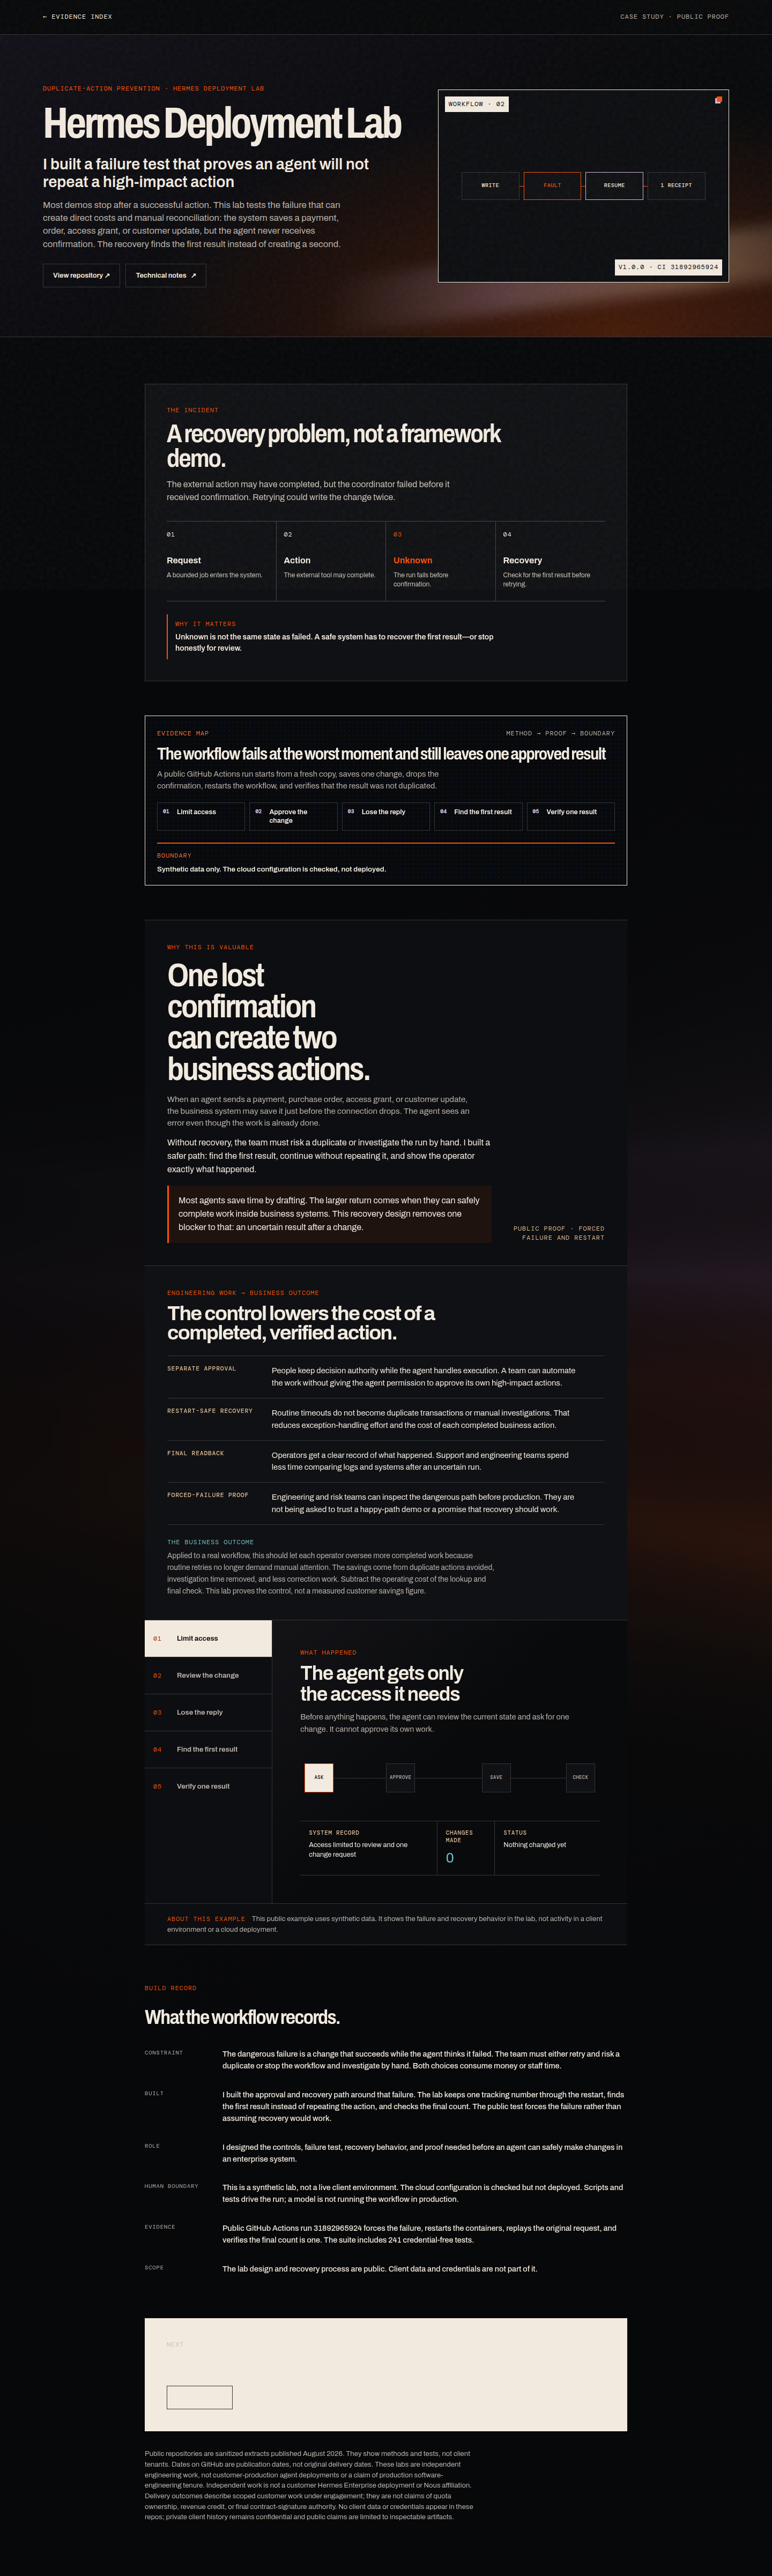 ← EVIDENCE INDEX
CASE STUDY · PUBLIC PROOF
DUPLICATE-ACTION PREVENTION · HERMES DEPLOYMENT LAB
Hermes Deployment Lab
I built a failure test that proves an agent will not
repeat a high-impact action
Most demos stop after a successful action. This lab tests the failure that can
create direct costs and manual reconciliation: the system saves a payment,
order, access grant, or customer update, but the agent never receives
confirmation. The recovery finds the first result instead of creating a second.
View repository ↗
Technical notes ↗
WORKFLOW · 02
WRITE
FAULT
RESUME
1 RECEIPT
V1.0.0 · CI 31892965924
THE INCIDENT
A recovery problem, not a framework
demo.
The external action may have completed, but the coordinator failed before it
received confirmation. Retrying could write the change twice.
01
Request
A bounded job enters the system.
02
Action
The external tool may complete.
03
Unknown
The run fails before
confirmation.
04
Recovery
Check for the first result before
retrying.
WHY IT MATTERS
Unknown is not the same state as failed. A safe system has to recover the first result—or stop
honestly for review.
EVIDENCE MAP
METHOD → PROOF → BOUNDARY
The workflow fails at the worst moment and still leaves one approved result
A public GitHub Actions run starts from a fresh copy, saves one change, drops the
confirmation, restarts the workflow, and verifies that the result was not duplicated.
01 Limit access
02 Approve the
change
03 Lose the reply
04 Find the first result
05 Verify one result
BOUNDARY
Synthetic data only. The cloud configuration is checked, not deployed.
WHY THIS IS VALUABLE
One lost
confirmation
can create two
business actions.
When an agent sends a payment, purchase order, access grant, or customer update,
the business system may save it just before the connection drops. The agent sees an
error even though the work is already done.
Without recovery, the team must risk a duplicate or investigate the run by hand. I built a
safer path: find the first result, continue without repeating it, and show the operator
exactly what happened.
Most agents save time by drafting. The larger return comes when they can safely
complete work inside business systems. This recovery design removes one
blocker to that: an uncertain result after a change.
PUBLIC PROOF · FORCED
FAILURE AND RESTART
ENGINEERING WORK → BUSINESS OUTCOME
The control lowers the cost of a
completed, verified action.
SEPARATE APPROVAL
People keep decision authority while the agent handles execution. A team can automate
the work without giving the agent permission to approve its own high-impact actions.
RESTART-SAFE RECOVERY
Routine timeouts do not become duplicate transactions or manual investigations. That
reduces exception-handling effort and the cost of each completed business action.
FINAL READBACK
Operators get a clear record of what happened. Support and engineering teams spend
less time comparing logs and systems after an uncertain run.
FORCED-FAILURE PROOF
Engineering and risk teams can inspect the dangerous path before production. They are
not being asked to trust a happy-path demo or a promise that recovery should work.
THE BUSINESS OUTCOME
Applied to a real workflow, this should let each operator oversee more completed work because
routine retries no longer demand manual attention. The savings come from duplicate actions avoided,
investigation time removed, and less correction work. Subtract the operating cost of the lookup and
final check. This lab proves the control, not a measured customer savings figure.
01 Limit access
02 Review the change
03 Lose the reply
04 Find the first result
05 Verify one result
WHAT HAPPENED
The agent gets only
the access it needs
Before anything happens, the agent can review the current state and ask for one
change. It cannot approve its own work.
ASK
APPROVE
SAVE
CHECK
SYSTEM RECORD
Access limited to review and one
change request
CHANGES
MADE
0
STATUS
Nothing changed yet
ABOUT THIS EXAMPLE This public example uses synthetic data. It shows the failure and recovery behavior in the lab, not activity in a client
environment or a cloud deployment.
BUILD RECORD
What the workflow records.
CONSTRAINT
The dangerous failure is a change that succeeds while the agent thinks it failed. The team must either retry and risk a
duplicate or stop the workflow and investigate by hand. Both choices consume money or staff time.
BUILT
I built the approval and recovery path around that failure. The lab keeps one tracking number through the restart, finds
the first result instead of repeating the action, and checks the final count. The public test forces the failure rather than
assuming recovery would work.
ROLE
I designed the controls, failure test, recovery behavior, and proof needed before an agent can safely make changes in
an enterprise system.
HUMAN BOUNDARY
This is a synthetic lab, not a live client environment. The cloud configuration is checked but not deployed. Scripts and
tests drive the run; a model is not running the workflow in production.
EVIDENCE
Public GitHub Actions run 31892965924 forces the failure, restarts the containers, replays the original request, and
verifies the final count is one. The suite includes 241 credential-free tests.
SCOPE
The lab design and recovery process are public. Client data and credentials are not part of it.
NEXT
Public repositories are sanitized extracts published August 2026. They show methods and tests, not client
tenants. Dates on GitHub are publication dates, not original delivery dates. These labs are independent
engineering work, not customer-production agent deployments or a claim of production software-
engineering tenure. Independent work is not a customer Hermes Enterprise deployment or Nous affiliation.
Delivery outcomes describe scoped customer work under engagement; they are not claims of quota
ownership, revenue credit, or final contract-signature authority. No client data or credentials appear in these
repos; private client history remains confidential and public claims are limited to inspectable artifacts.